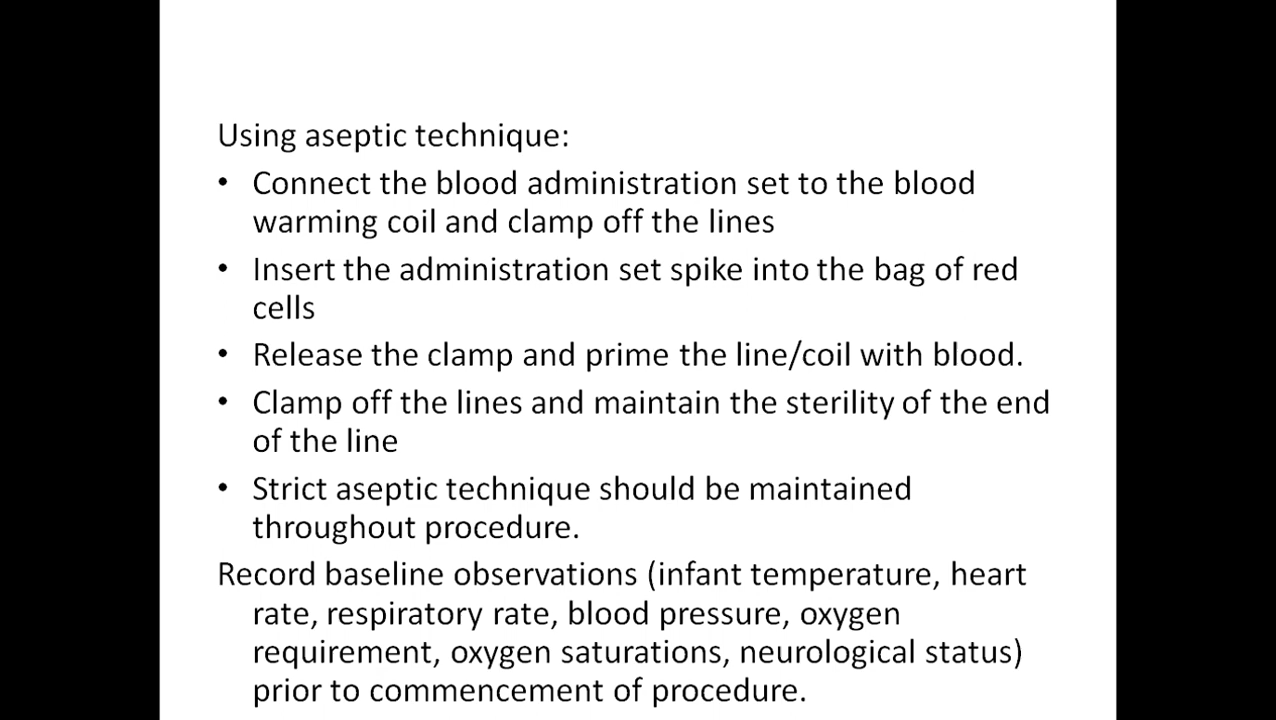 Using aseptic technique:
• Connect the blood administration set to the blood
warming coil and clamp off the lines
• Insert the administration set spike into the bag of red
cells
• Release the clamp and prime the line/coil with blood.
• Clamp off the lines and maintain the sterility of the end
of the line
• Strict aseptic technique should be maintained
throughout procedure.
Record baseline observations (infant temperature, heart
rate, respiratory rate, blood pressure, oxygen
requirement, oxygen saturations, neurological status)
prior to commencement of procedure.